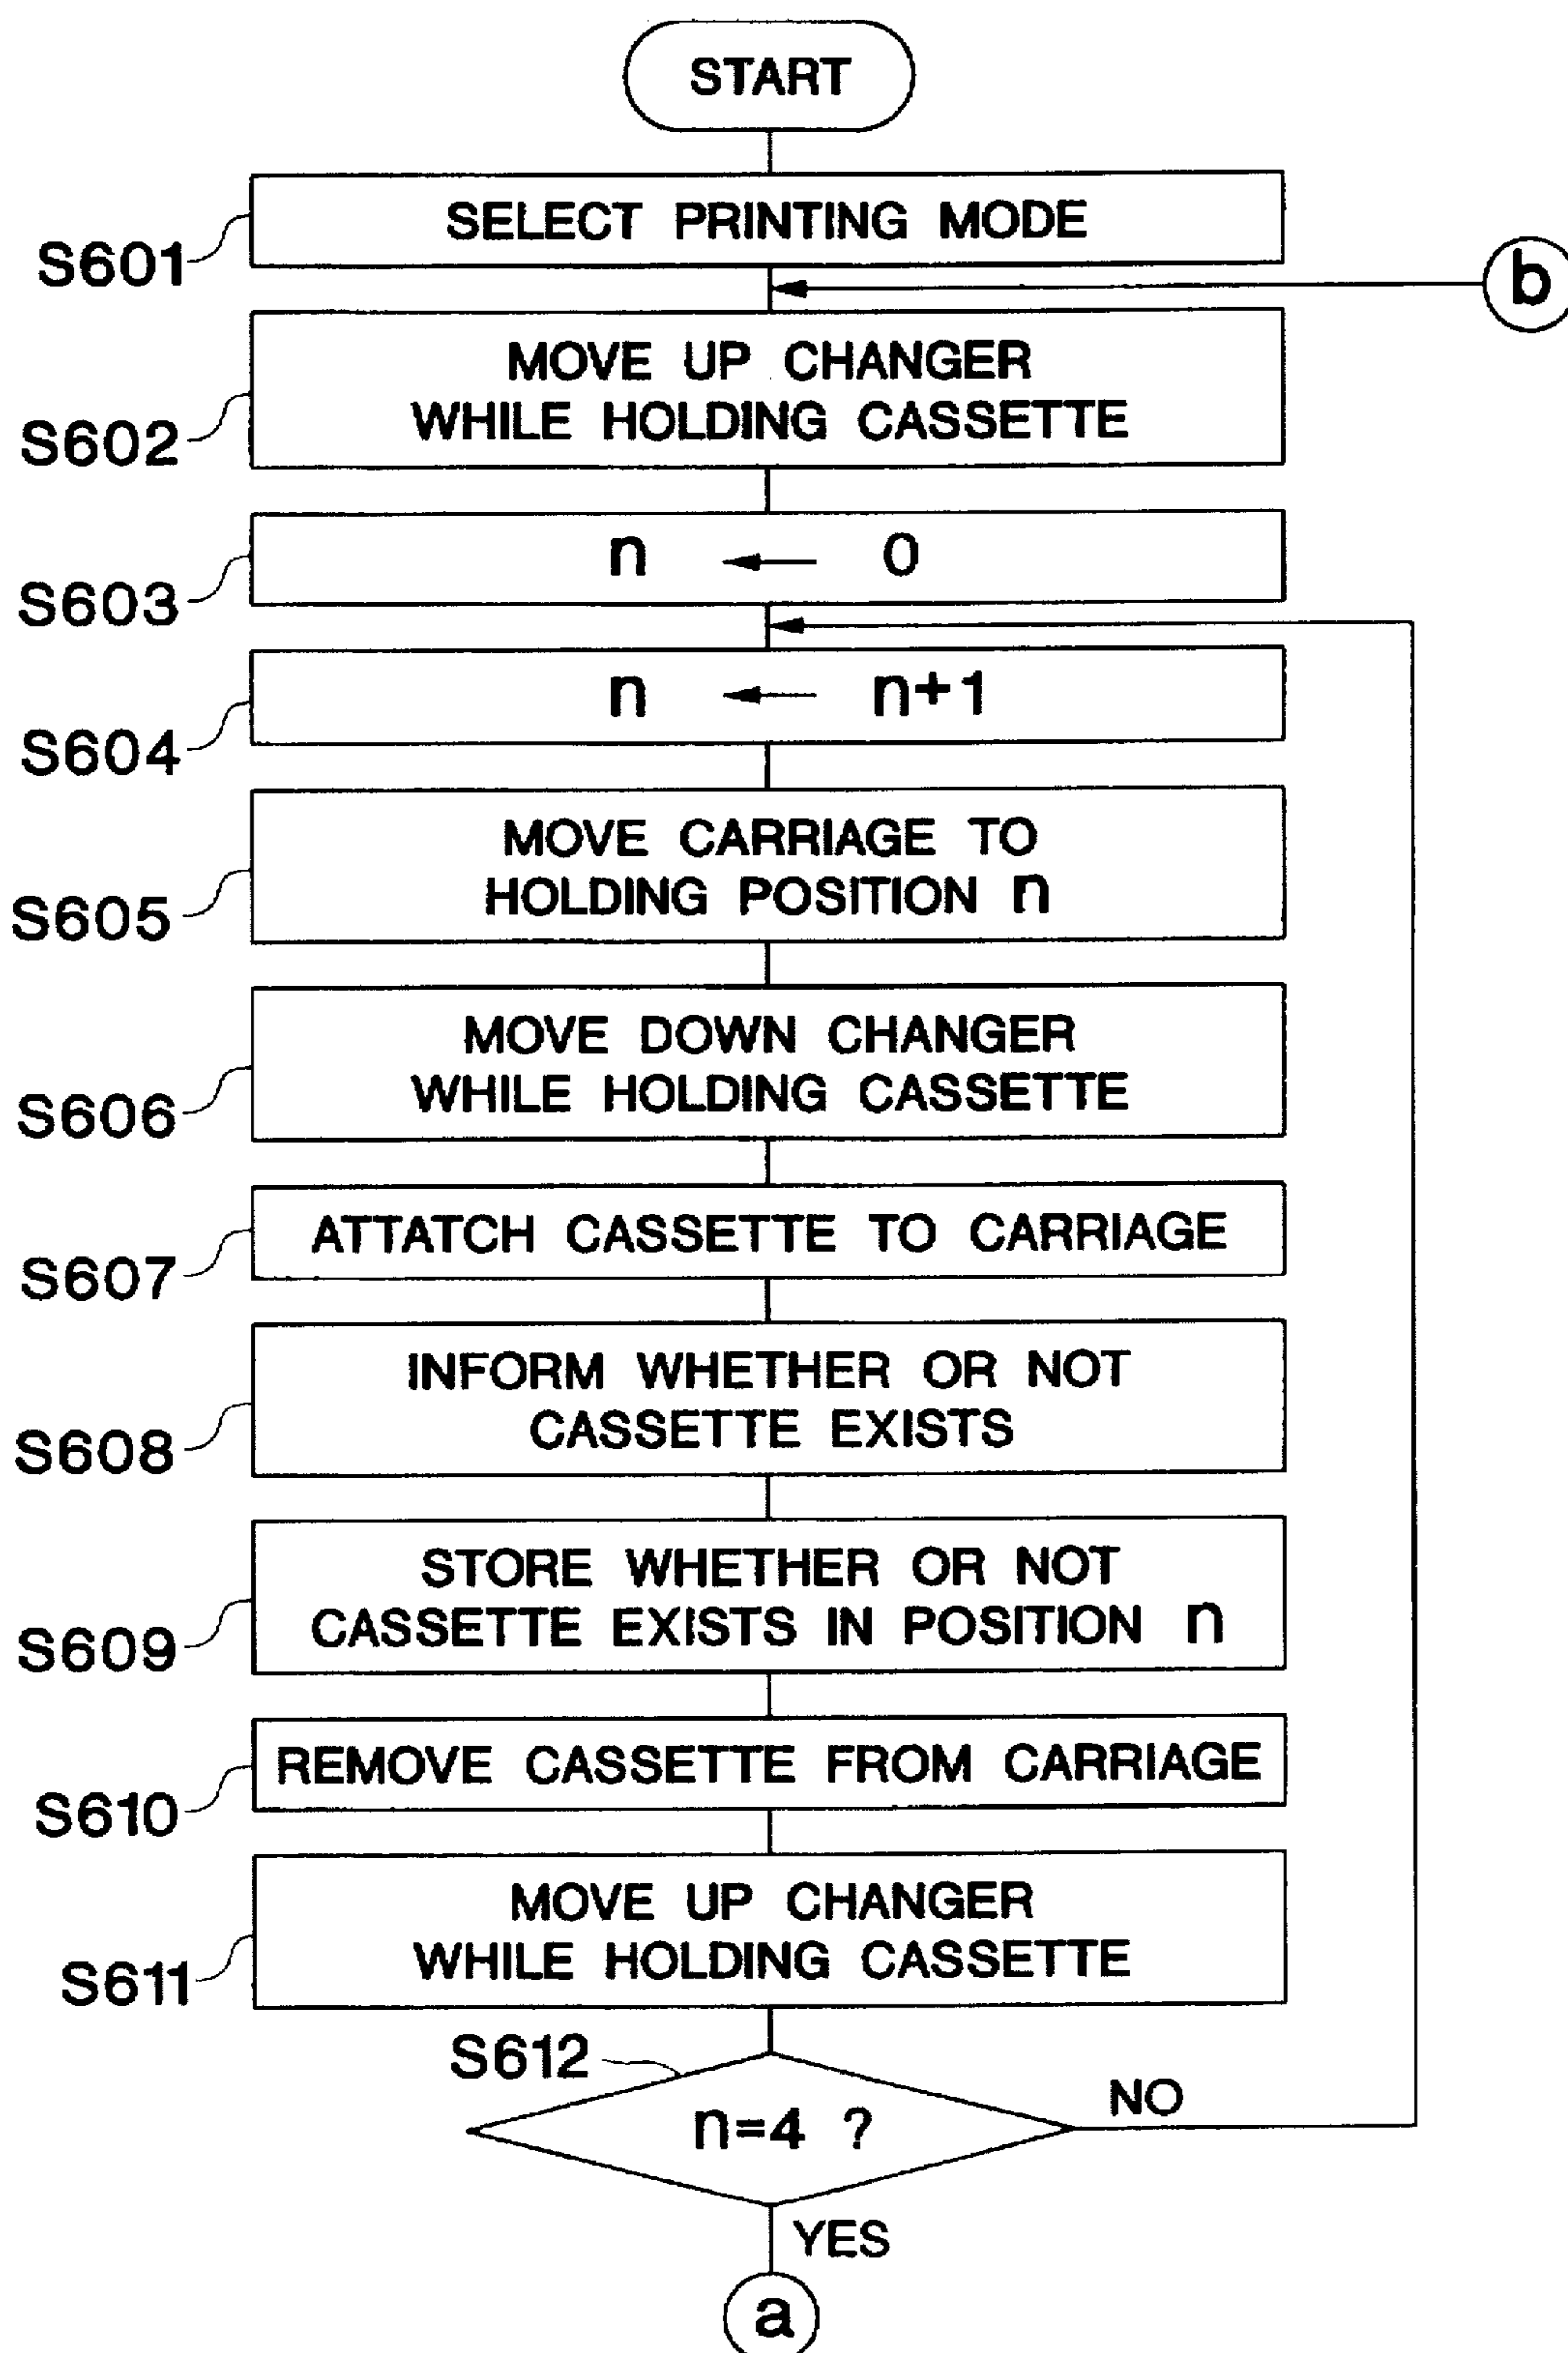 START
SELECT PRINTING MODE
S601
b
MOVE UP CHANGER
WHILE HOLDING CASSETTE
S602
n ← 0
S603
n ← n+1
S604
MOVE CARRIAGE TO
HOLDING POSITION n
S605
MOVE DOWN CHANGER
WHILE HOLDING CASSETTE
S606
ATTATCH CASSETTE TO CARRIAGE
S607
INFORM WHETHER OR NOT
CASSETTE EXISTS
S608
STORE WHETHER OR NOT
CASSETTE EXISTS IN POSITION n
S609
REMOVE CASSETTE FROM CARRIAGE
S610
MOVE UP CHANGER
WHILE HOLDING CASSETTE
S611
S612
n=4 ?
NO
YES
a